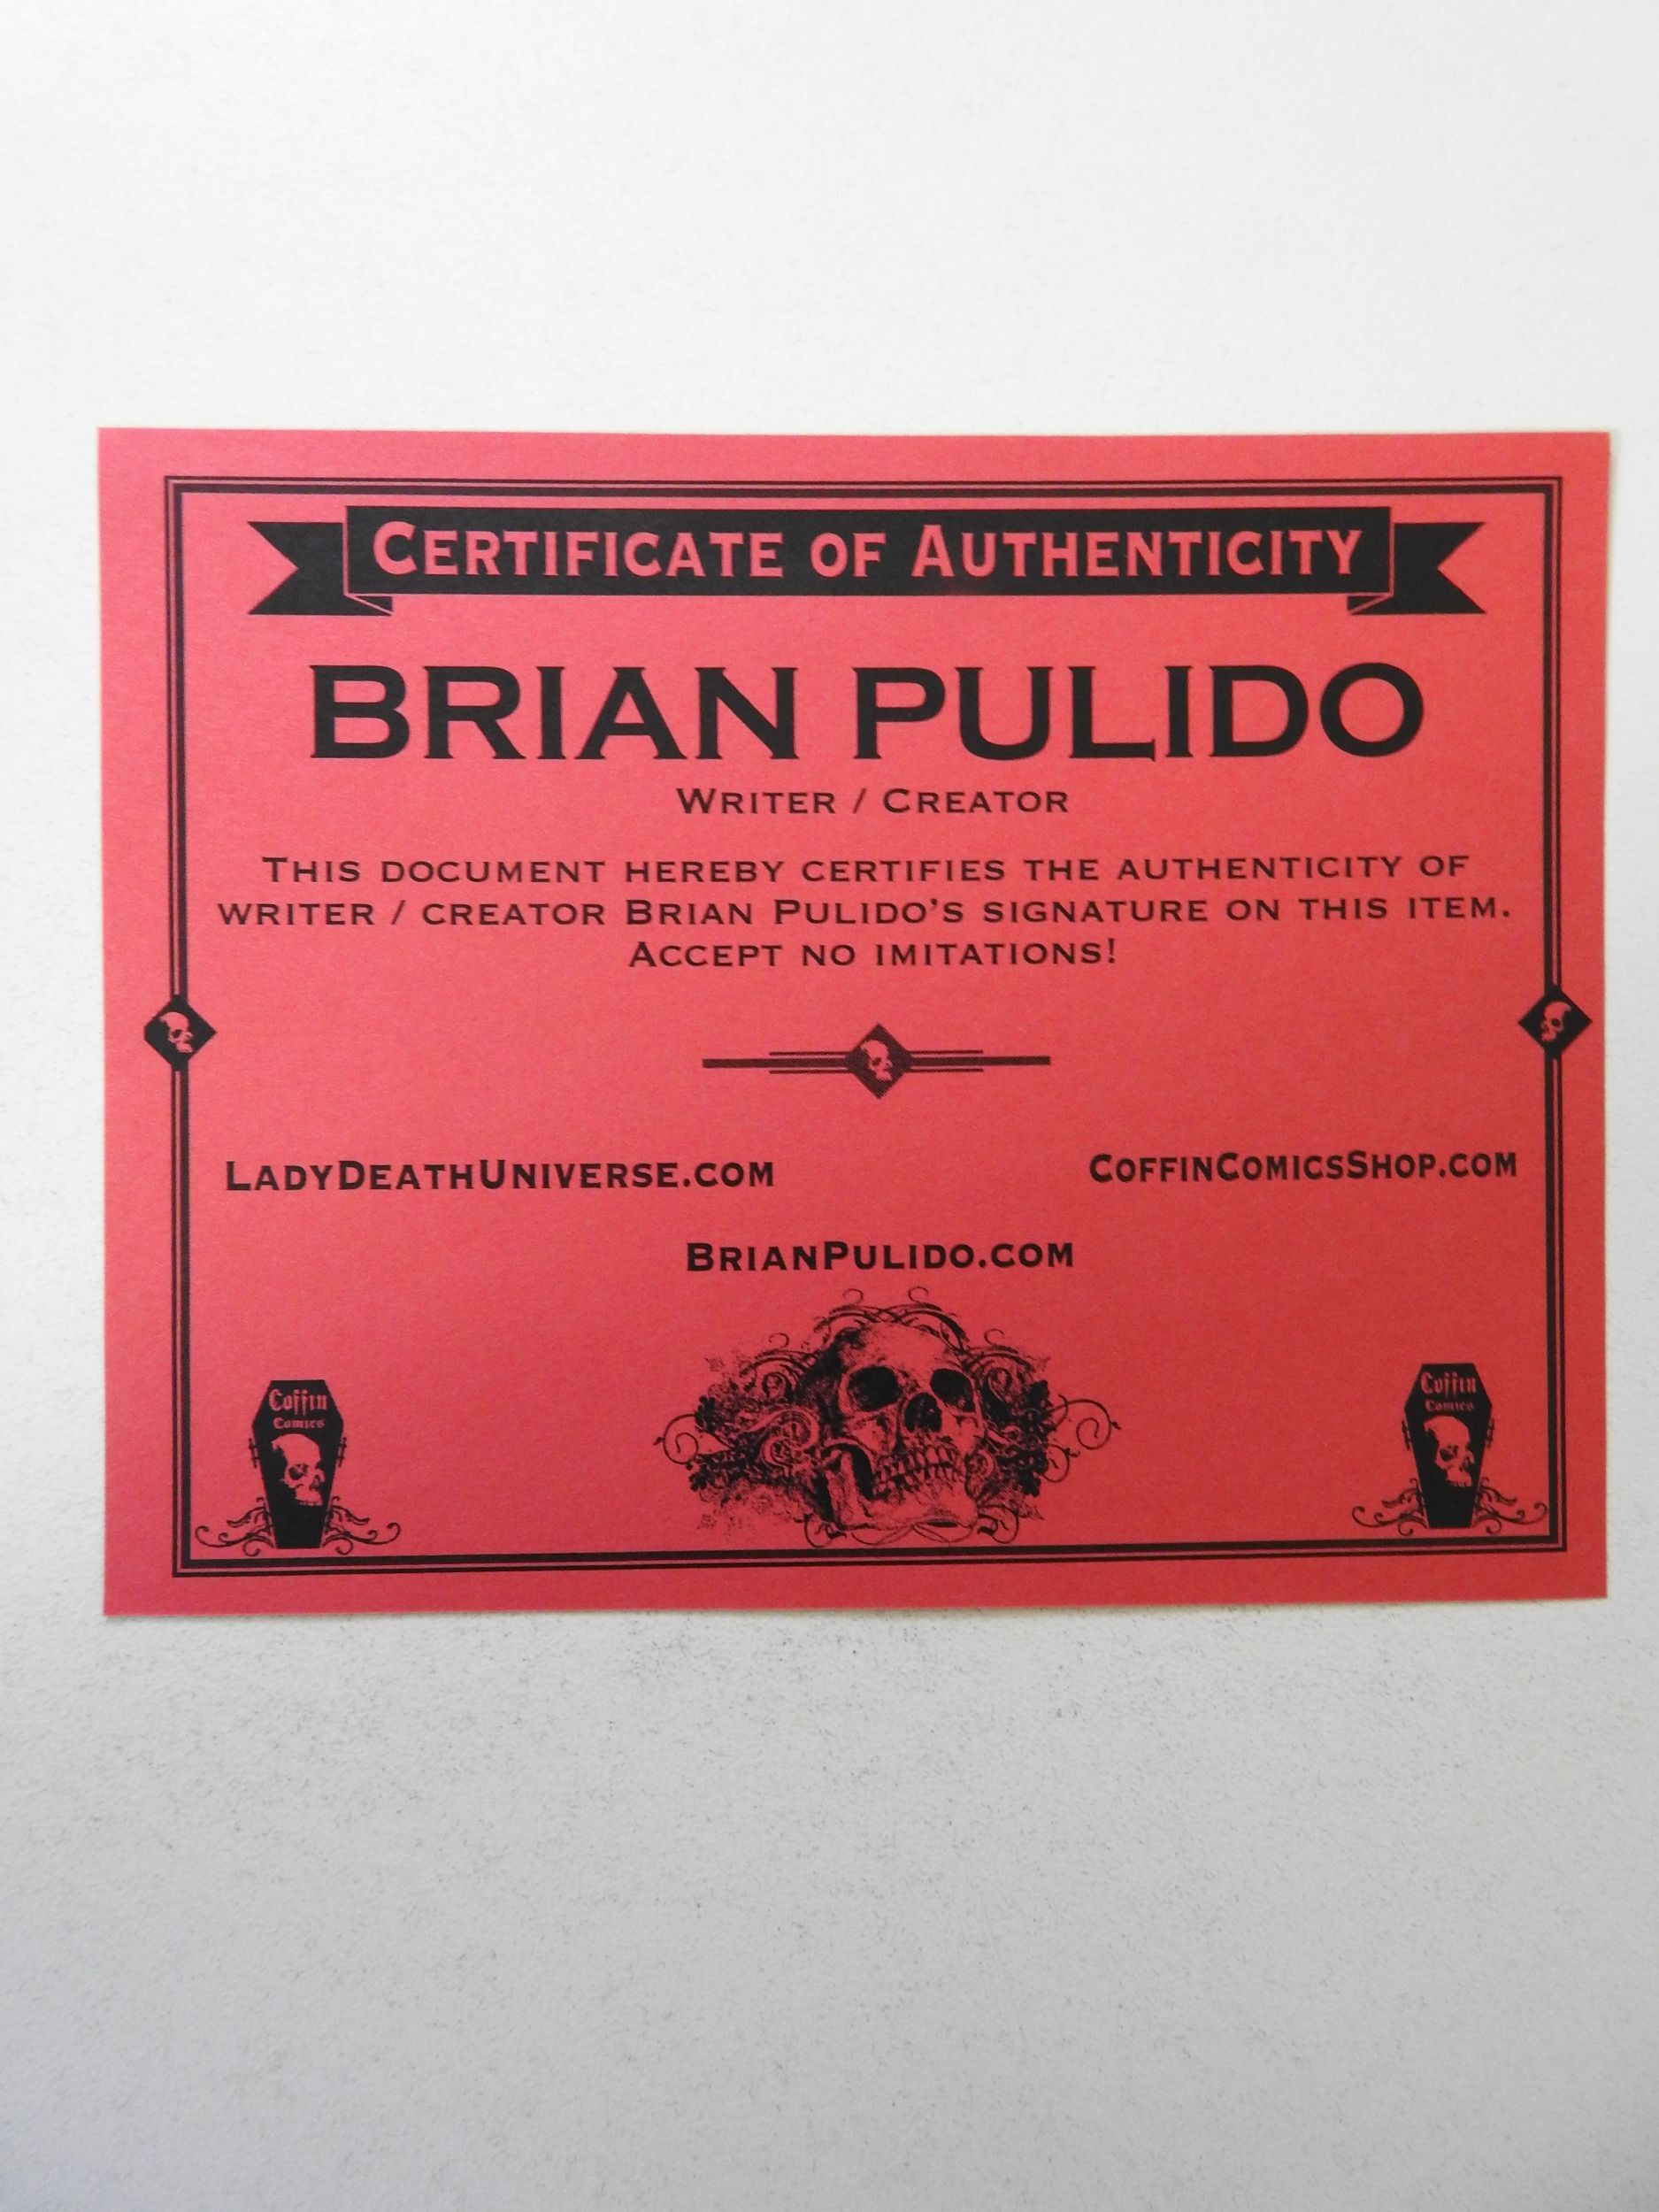 Certificate of Authenticity
BRIAN PULIDO
Writer / Creator
This document hereby certifies the authenticity of
writer / creator Brian Pulido's signature on this item.
Accept no imitations!
LadyDeathUniverse.com
CoffinComicsShop.com
BrianPulido.com
Coffin
Comics
Coffin
Comics